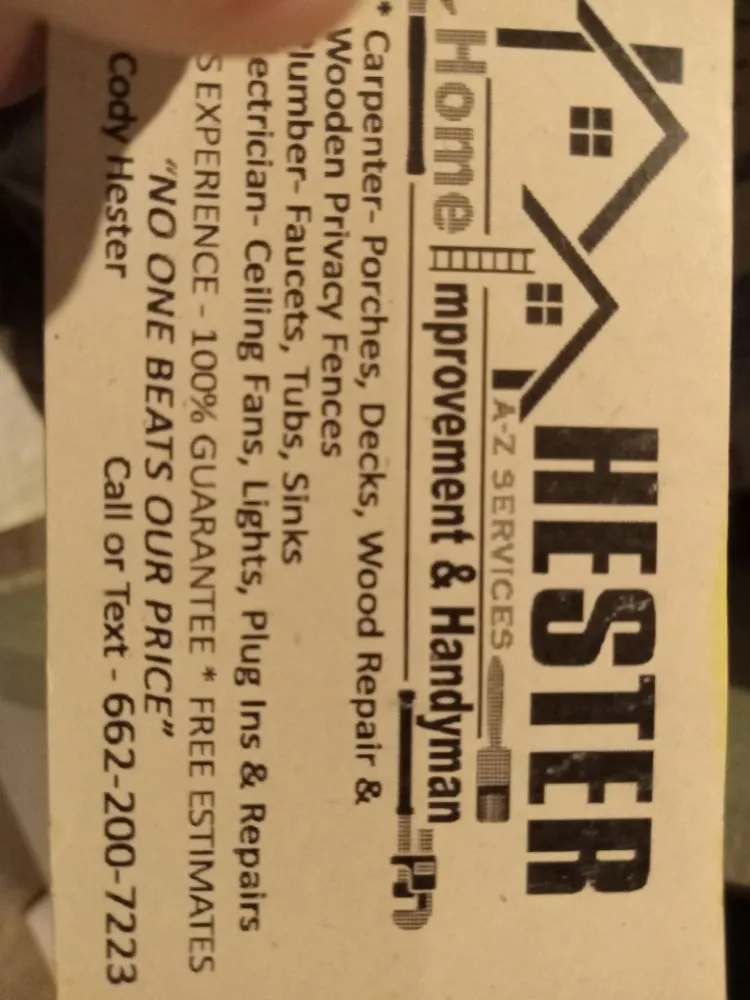 HESTER
A-Z SERVICES
Home Improvement & Handyman
* Carpenter- Porches, Decks, Wood Repair &
Wooden Privacy Fences
lumber- Faucets, Tubs, Sinks
ectrician- Ceiling Fans, Lights, Plug Ins & Repairs
S EXPERIENCE - 100% GUARANTEE * FREE ESTIMATES
"NO ONE BEATS OUR PRICE"
Cody Hester Call or Text - 662-200-7223